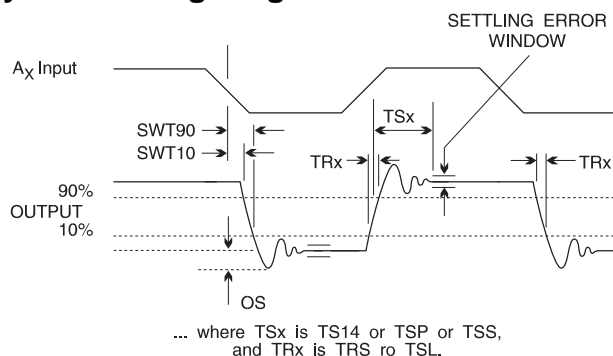 SETTLING ERROR
WINDOW
AX Input
TSx
SWT90
SWT10
TRx
TRx
90%
OUTPUT
10%
OS
... where TSx is TS14 or TSP or TSS,
and TRx is TRS ro TSL.